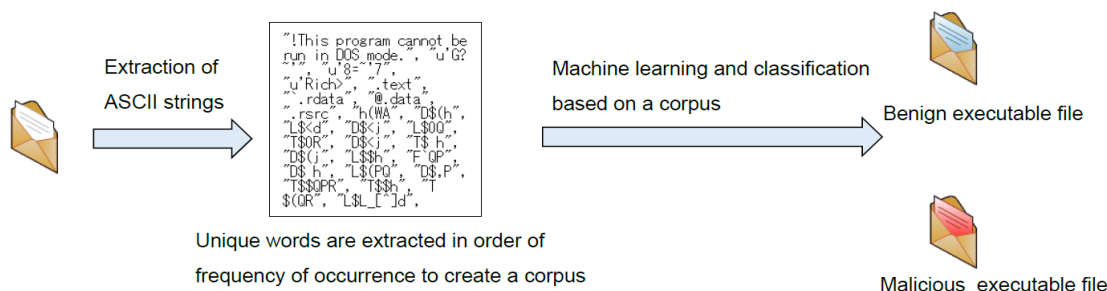 Extraction of
ASCII strings
"!This program cannot be
run in DOS mode.", "u'G?
~'", "u'8=~'7",
"u'Rich>", ".text",
"`.rdata", "@.data",
".rsrc", "h(WA", "D$(h",
"L$<d", "D$<j", "L$0Q",
"T$0R", "D$<j", "T$ h",
"D$(j", "L$$h", "F`QP",
"D$ h", "L$(PQ", "D$,P",
"T$$QPR", "T$$h", "T
$(QR", "L$L_[^]d",
Unique words are extracted in order of
frequency of occurrence to create a corpus
Machine learning and classification
based on a corpus
Benign executable file
Malicious executable file